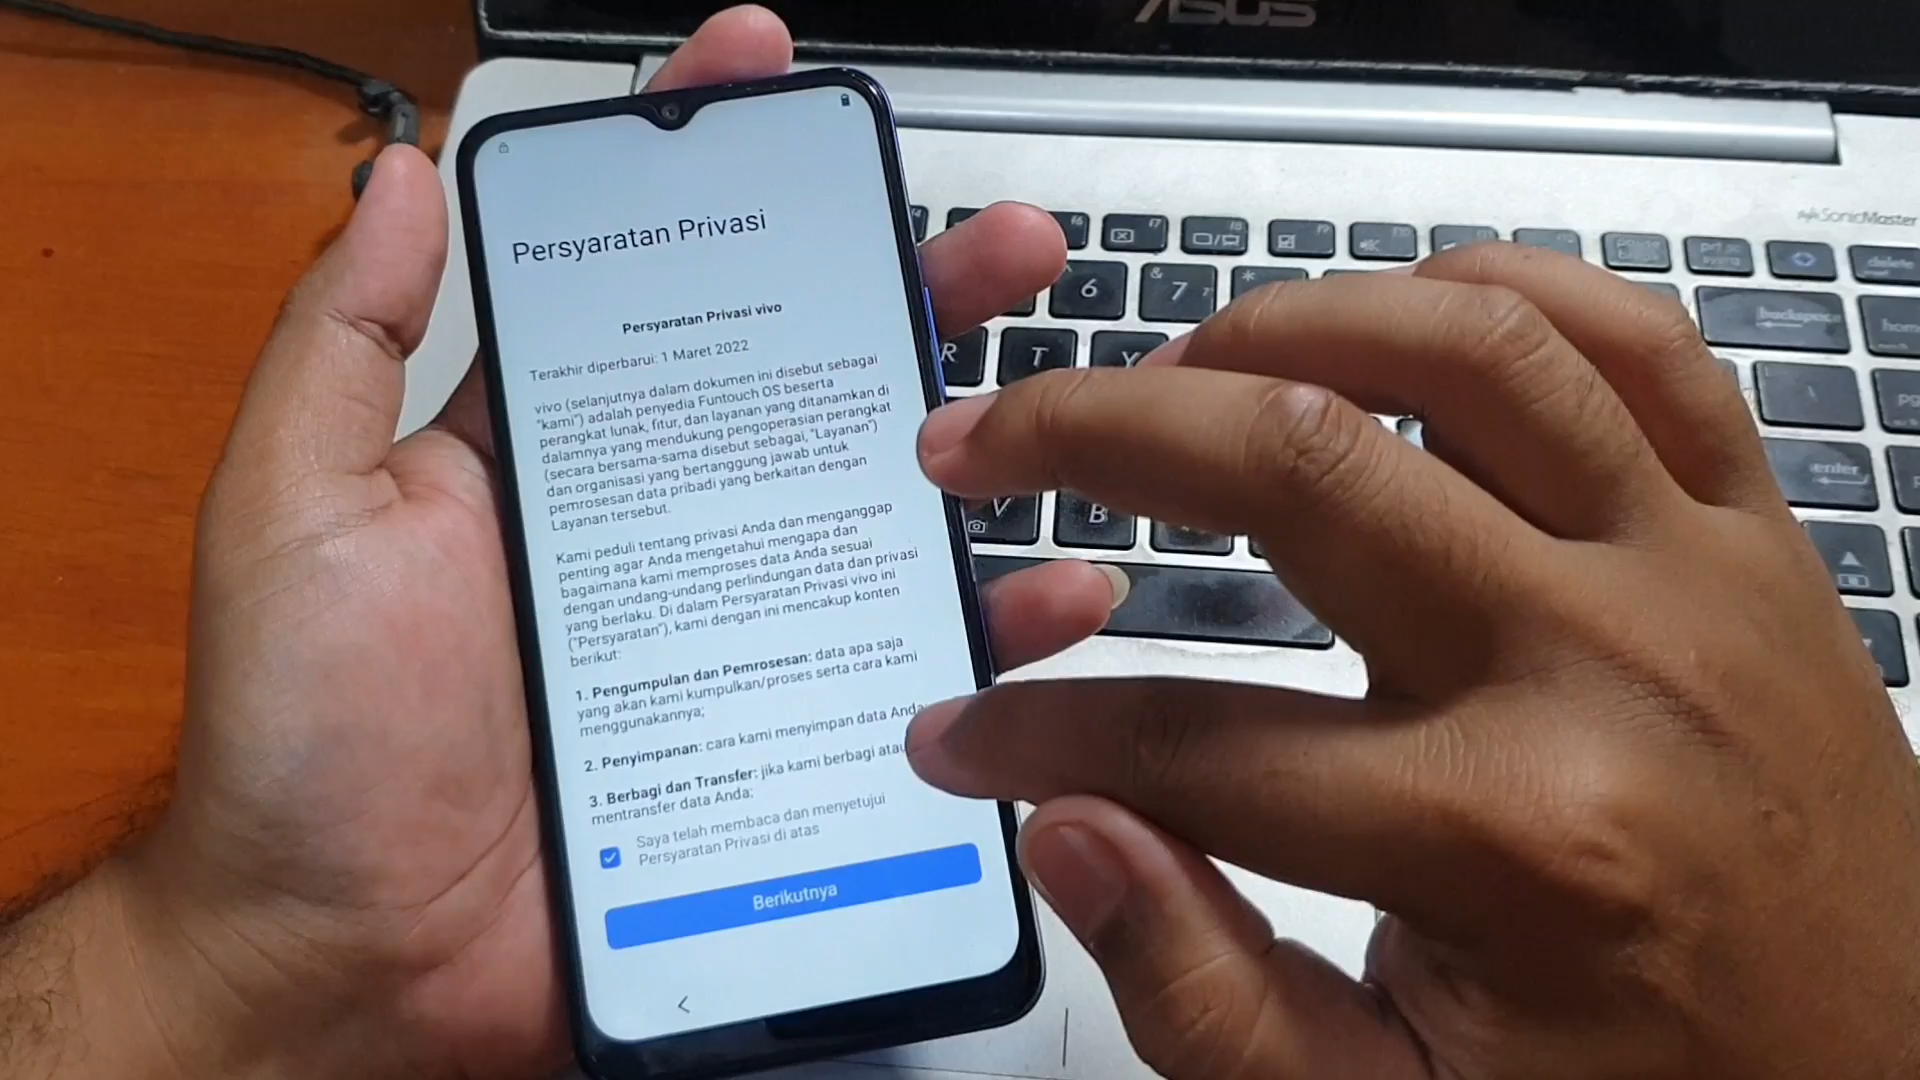 ASUS
SonicMaster
Persyaratan Privasi
Persyaratan Privasi vivo
Terakhir diperbarui: 1 Maret 2022
vivo (selanjutnya dalam dokumen ini disebut sebagai
"kami") adalah penyedia Funtouch OS beserta
perangkat lunak, fitur, dan layanan yang ditanamkan di
dalamnya yang mendukung pengoperasian perangkat
(secara bersama-sama disebut sebagai, "Layanan")
dan organisasi yang bertanggung jawab untuk
pemrosesan data pribadi yang berkaitan dengan
Layanan tersebut.
Kami peduli tentang privasi Anda dan menganggap
penting agar Anda mengetahui mengapa dan
bagaimana kami memproses data Anda sesuai
dengan undang-undang perlindungan data dan privasi
yang berlaku. Di dalam Persyaratan Privasi vivo ini
("Persyaratan"), kami dengan ini mencakup konten
berikut:
1. Pengumpulan dan Pemrosesan: data apa saja
yang akan kami kumpulkan/proses serta cara kami
menggunakannya;
2. Penyimpanan: cara kami menyimpan data Anda;
3. Berbagi dan Transfer: jika kami berbagi atau
mentransfer data Anda;
Saya telah membaca dan menyetujui
Persyaratan Privasi di atas
Berikutnya
f4
f6
f7
f8
f9
f10
delete
6
& 7
*
backspace
home
R
T
Y
enter
V
B